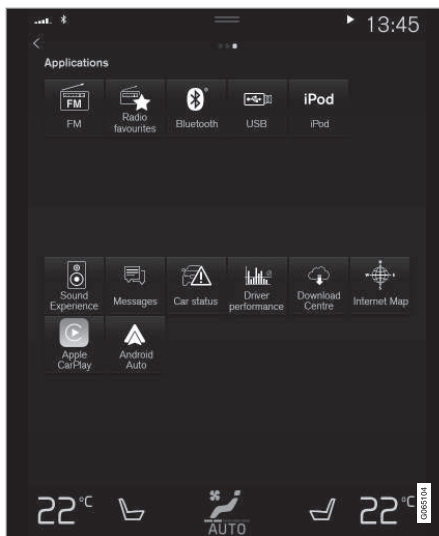 13:45
Applications
FM
iPod
FM
Radio
favourites
Bluetooth
USB
iPod
Sound
Experience
Messages
Car status
Driver
performance
Download
Centre
Internet Map
Apple
CarPlay
Android
Auto
22°C
AUTO
22°C
G065104